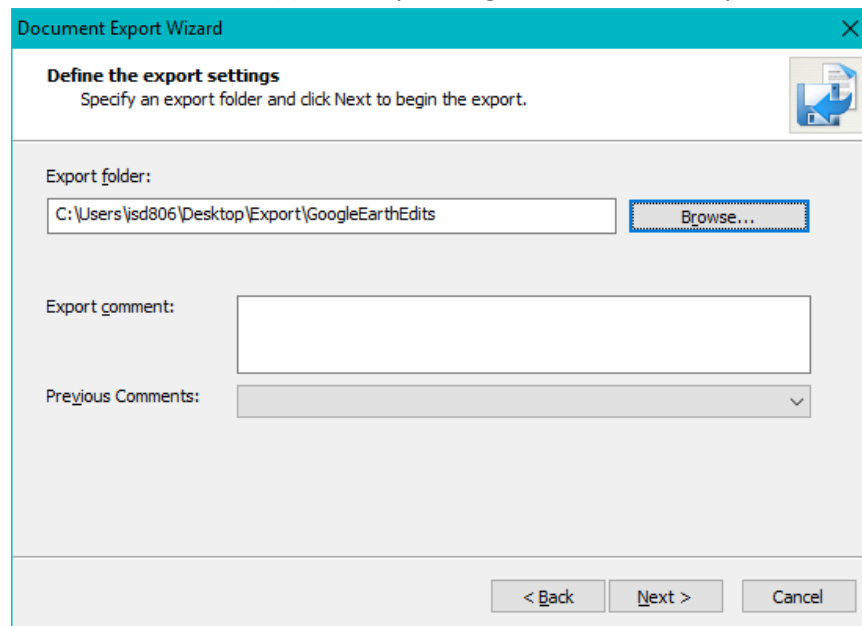 Document Export Wizard
Define the export settings
Specify an export folder and click Next to begin the export.
Export folder:
C:\Users\isd806\Desktop\Export\GoogleEarthEdits
Browse...
Export comment:
Previous Comments:
< Back
Next >
Cancel